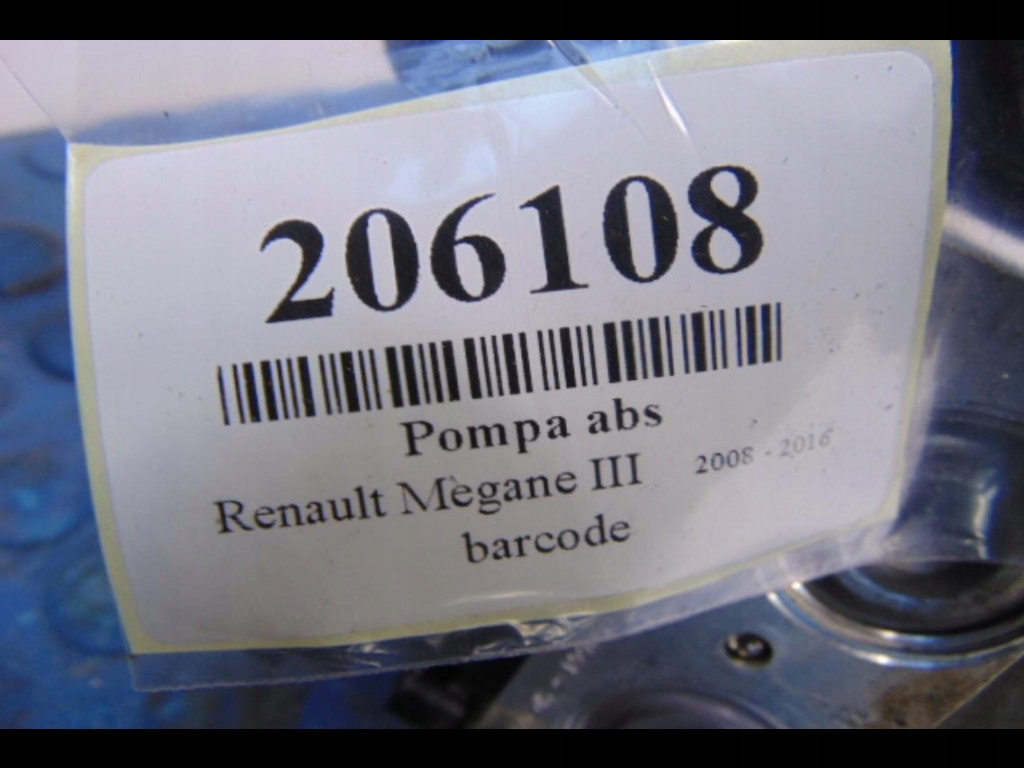 206108
Pompa abs
Renault Megane III 2008 - 2016
barcode